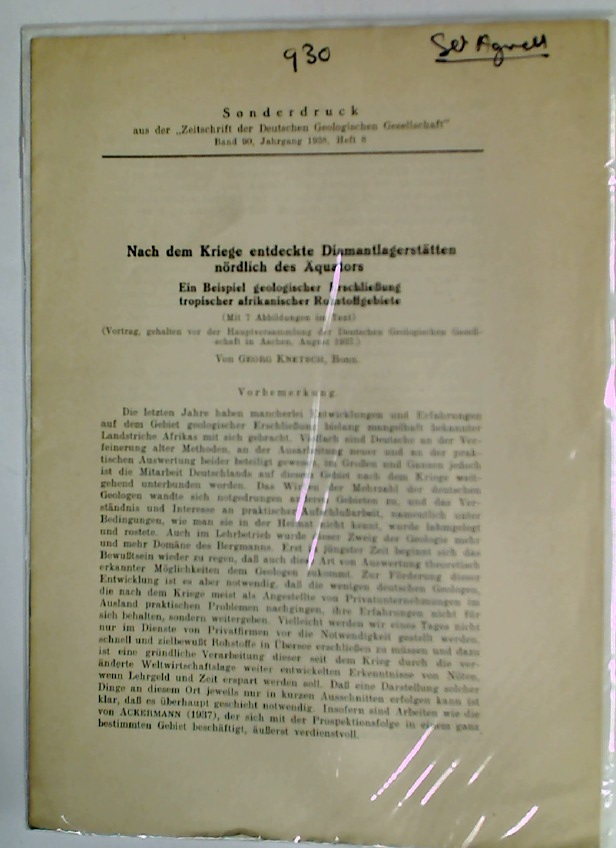 930
Sonderdruck
aus der „Zeitschrift der Deutschen Geologischen Gesellschaft"
Band 90, Jahrgang 1938, Heft
Nach dem Kriege entdeckte Diamantlagerstätten
nördlich des Äquators
Ein Beispiel geologischer Erschließung
tropischer afrikanischer Rohstoffgebiete
(Mit 7 Abbildungen im Text)
(Vortrag, gehalten vor der Hauptversammlung der Deutschen Geologischen Gesell-
schaft in Aachen, August 1937.)
Von GEORG KNETSCH, Bonn.
Vorbemerkung
Die letzten Jahre haben mancherlei Entwicklungen und Erfahrungen
auf dem Gebiet geologischer Erschließung bislang mangelhaft bekannter
Landstriche Afrikas mit sich gebracht. Vielfach sind Deutsche an der Ver-
feinerung alter Methoden, an der Ausarbeitung neuer und an der prak-
tischen Auswertung beider beteiligt gewesen, im Großen und Ganzen jedoch
ist die Mitarbeit Deutschlands auf diesem Gebiet nach dem Kriege weit-
gehend unterbunden worden. Das Wirken der Mehrzahl der deutschen
Geologen wandte sich notgedrungen anderen Gebieten zu, und das Ver-
ständnis und Interesse an praktischer Aufschlußarbeit, namentlich unter
Bedingungen, wie man sie in der Heimat nicht kennt, wurde lahmgelegt
und rostete. Auch im Lehrbetrieb wurde dieser Zweig der Geologie mehr
und mehr Domäne des Bergmanns. Erst in jüngster Zeit beginnt sich das
Bewußtsein wieder zu regen, daß auch diese Art von Auswertung theoretisch
erkannter Möglichkeiten dem Geologen zukommt. Zur Förderung dieser
Entwicklung ist es aber notwendig, daß die wenigen deutschen Geologen,
die nach dem Kriege meist als Angestellte von Privatunternehmungen im
Ausland praktischen Problemen nachgingen, ihre Erfahrungen nicht für
sich behalten, sondern weitergeben. Vielleicht werden wir eines Tages nicht
nur im Dienste von Privatfirmen vor die Notwendigkeit gestellt werden,
schnell und zielbewußt Rohstoffe in Übersee erschließen zu müssen und dazu
ist eine gründliche Verarbeitung dieser seit dem Krieg durch die ver-
änderte Weltwirtschaftslage weiter entwickelten Erkenntnisse von Nöten,
wenn Lehrgeld und Zeit erspart werden soll. Daß eine Darstellung solcher
Dinge an diesem Ort jeweils nur in kurzen Ausschnitten erfolgen kann ist
klar, daß es überhaupt geschieht notwendig. Insofern sind Arbeiten wie die
von ACKERMANN (1937), der sich mit der Prospektionsfolge in einem ganz
bestimmten Gebiet beschäftigt, äußerst verdienstvoll.